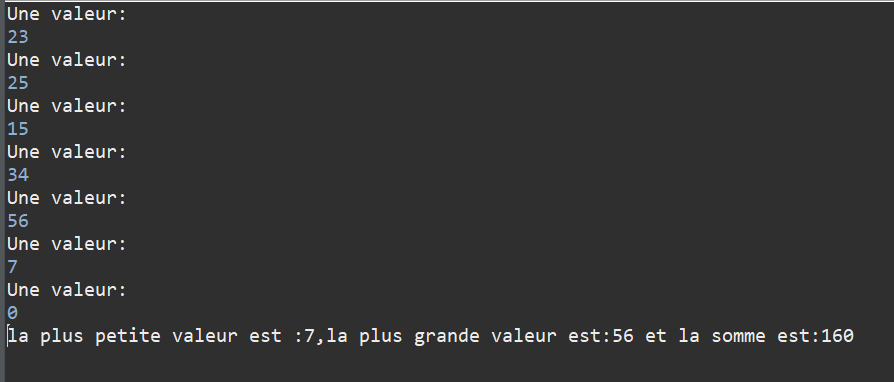 Une valeur:
23
Une valeur:
25
Une valeur:
15
Une valeur:
34
Une valeur:
56
Une valeur:
7
Une valeur:
0
la plus petite valeur est :7,la plus grande valeur est:56 et la somme est:160